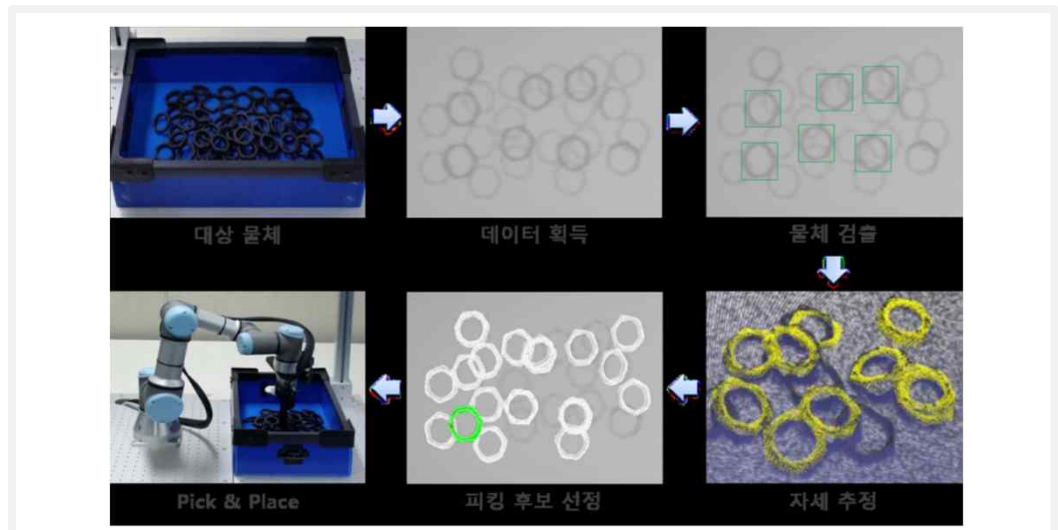 대상 물체
데이터 획득
물체 검출
Pick & Place
피킹 후보 선정
자세 추정